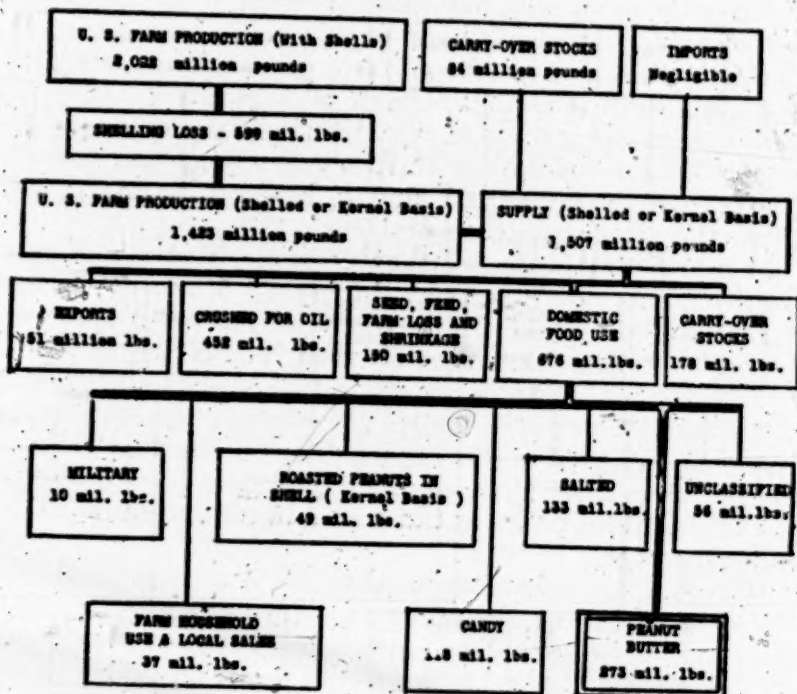 U. S. FARM PRODUCTION (With Shells)
2,022 million pounds
CARRY-OVER STOCKS
84 million pounds
IMPORTS
Negligible
SHELLING LOSS - 599 mil. lbs.
U. S. FARM PRODUCTION (Shelled or Kernel Basis)
1,423 million pounds
SUPPLY (Shelled or Kernel Basis)
1,507 million pounds
EXPORTS
51 million lbs.
CRUSHED FOR OIL
452 mil. lbs.
SEED, FEED,
FARM LOSS AND
SHRINKAGE
150 mil. lbs.
DOMESTIC
FOOD USE
676 mil.lbs.
CARRY-OVER
STOCKS
178 mil. lbs.
MILITARY
10 mil. lbs.
ROASTED PEANUTS IN
SHELL ( Kernel Basis )
49 mil. lbs.
SALTED
133 mil.lbs.
UNCLASSIFIED
56 mil.lbs.
FARM HOUSEHOLD
USE & LOCAL SALES
37 mil. lbs.
CANDY
mil. lbs.
PEANUT
BUTTER
273 mil. lbs.